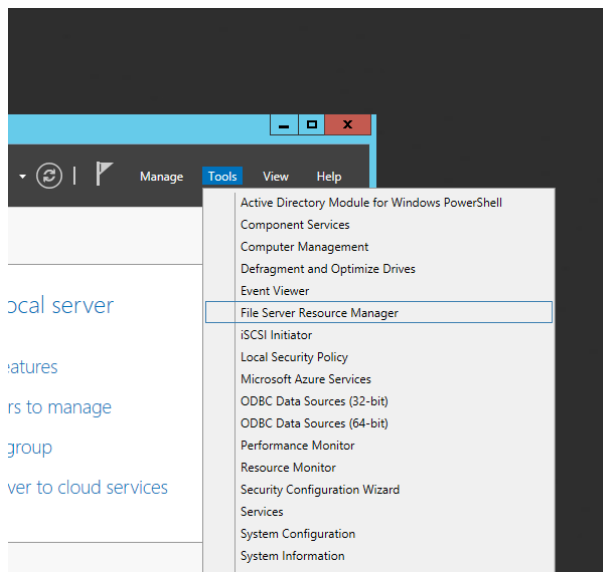 Manage Tools View Help
Active Directory Module for Windows PowerShell
Component Services
Computer Management
Defragment and Optimize Drives
Event Viewer
File Server Resource Manager
iSCSI Initiator
Local Security Policy
Microsoft Azure Services
ODBC Data Sources (32-bit)
ODBC Data Sources (64-bit)
Performance Monitor
Resource Monitor
Security Configuration Wizard
Services
System Configuration
System Information
ocal server
eatures
rs to manage
group
ver to cloud services